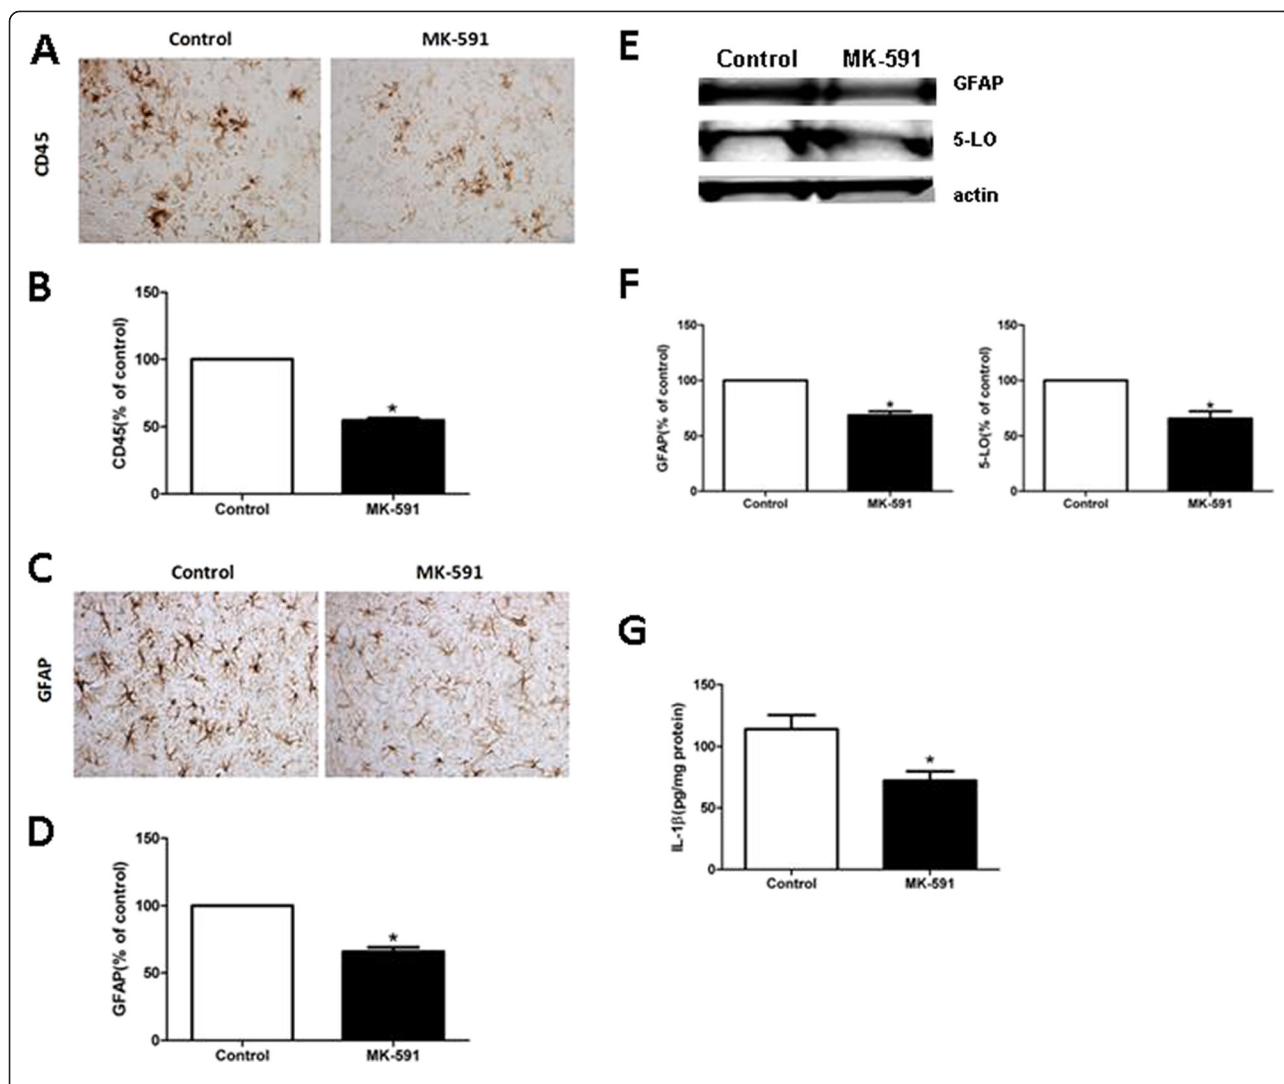 A
Control MK-591
CD45
B
150
100
50
0
CD45(% of control)
*
Control MK-591
C
Control MK-591
GFAP
D
150
100
50
0
GFAP(% of control)
*
Control MK-591
E
Control MK-591
GFAP
5-LO
actin
F
150
100
50
0
GFAP(% of control)
*
Control MK-591
150
100
50
0
5-LO(% of control)
*
Control MK-591
G
150
100
50
0
IL-1β(pg/mg protein)
*
Control MK-591